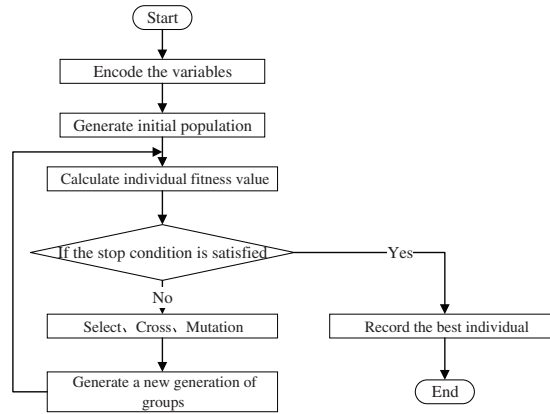 Start
Encode the variables
Generate initial population
Calculate individual fitness value
If the stop condition is satisfied
Yes
No
Select、Cross、Mutation
Record the best individual
Generate a new generation of
groups
End